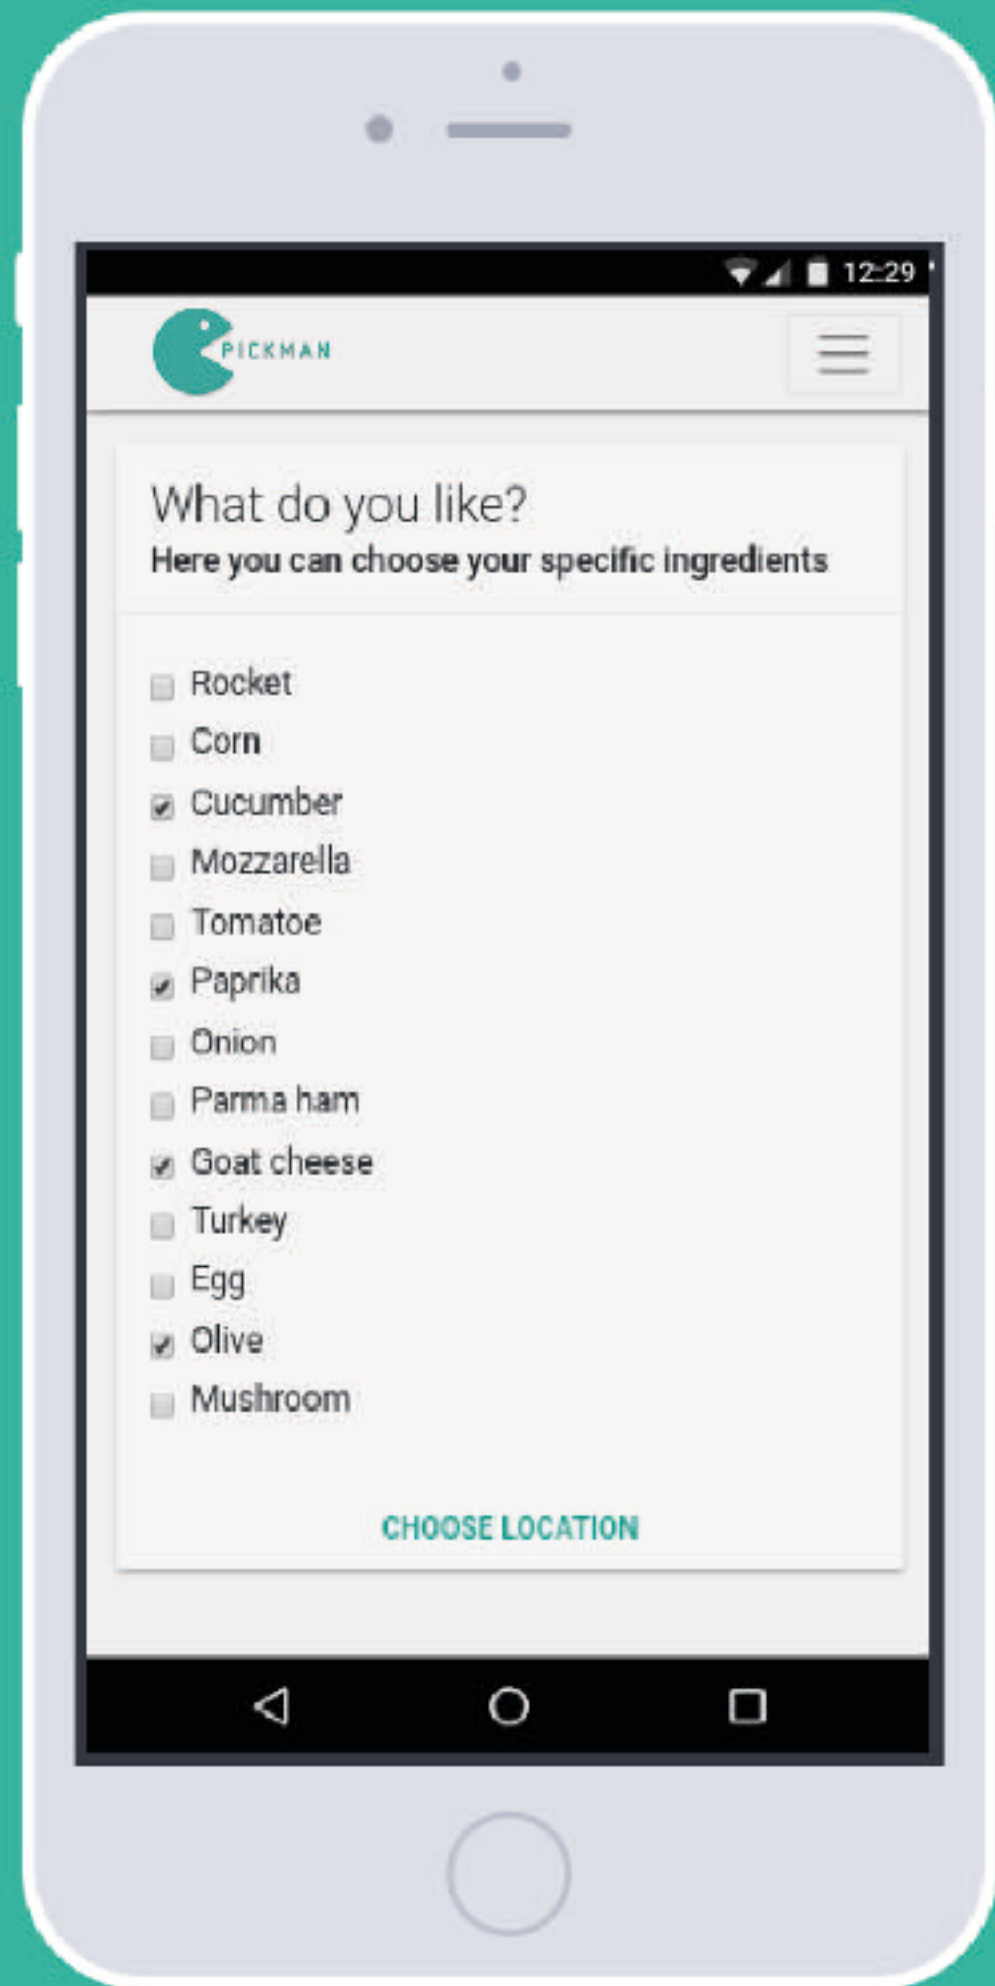 12:29
PICKMAN
What do you like?
Here you can choose your specific ingredients
Rocket
Corn
Cucumber
Mozzarella
Tomatoe
Paprika
Onion
Parma ham
Goat cheese
Turkey
Egg
Olive
Mushroom
CHOOSE LOCATION